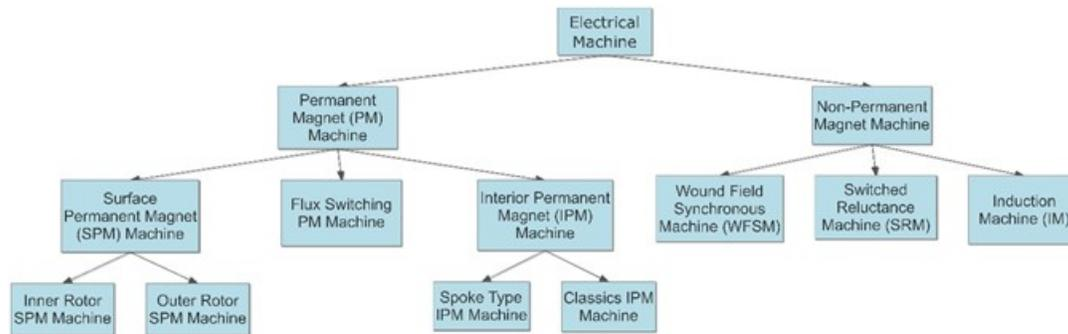 Electrical
Machine
Permanent
Magnet (PM)
Machine
Non-Permanent
Magnet Machine
Surface
Permanent Magnet
(SPM) Machine
Flux Switching
PM Machine
Interior Permanent
Magnet (IPM)
Machine
Wound Field
Synchronous
Machine (WFSM)
Switched
Reluctance
Machine (SRM)
Induction
Machine (IM)
Inner Rotor
SPM Machine
Outer Rotor
SPM Machine
Spoke Type
IPM Machine
Classics IPM
Machine